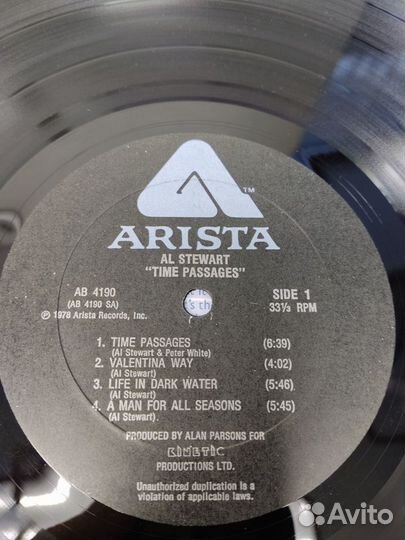 TM
ARISTA
AL STEWART
"TIME PASSAGES"
AB 4190
(AB 4190 SA)
℗ 1978 Arista Records, Inc.
SIDE 1
33⅓ RPM
1. TIME PASSAGES (6:39)
(Al Stewart & Peter White)
2. VALENTINA WAY (4:02)
(Al Stewart)
3. LIFE IN DARK WATER (5:46)
(Al Stewart)
4. A MAN FOR ALL SEASONS (5:45)
(Al Stewart)
PRODUCED BY ALAN PARSONS FOR
KINETIC
PRODUCTIONS LTD.
Unauthorized duplication is a
violation of applicable laws.
Avito